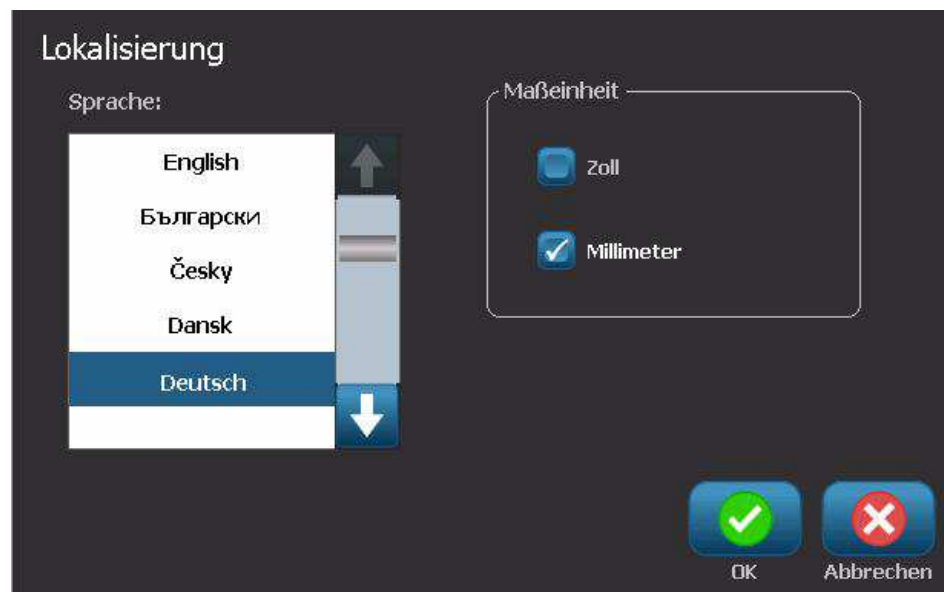 Lokalisierung
Sprache:
English
Български
Česky
Dansk
Deutsch
Maßeinheit
Zoll
Millimeter
OK
Abbrechen